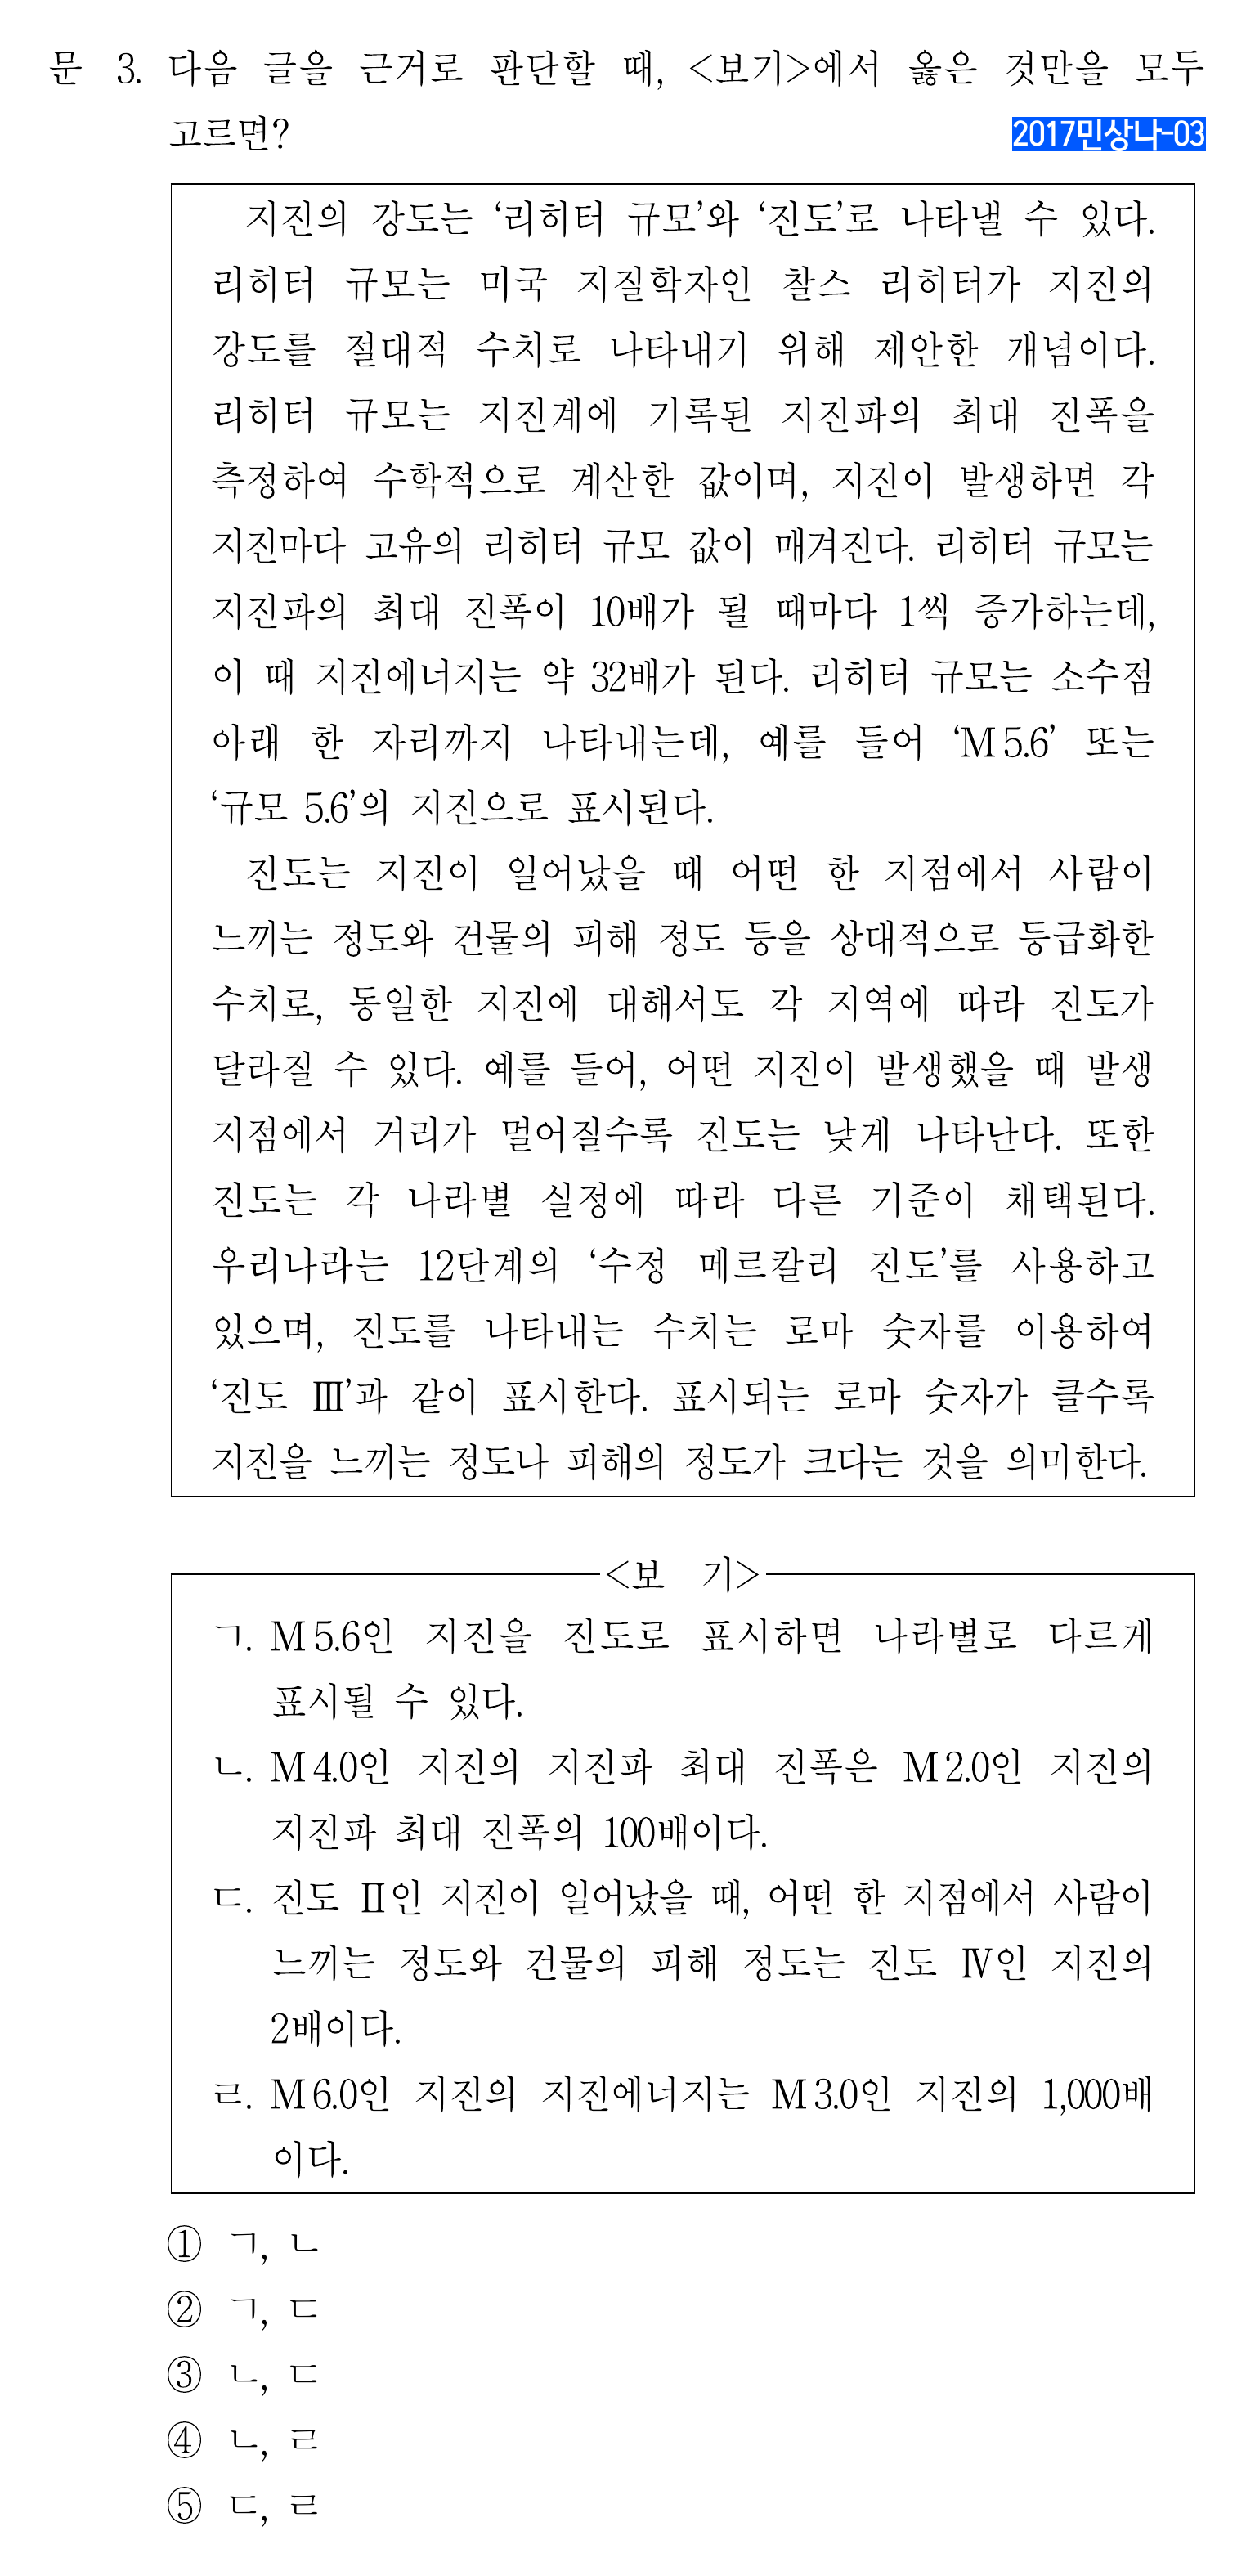 문 3. 다음 글을 근거로 판단할 때, <보기>에서 옳은 것만을 모두
고르면?
2017민상나-03
지진의 강도는 ‘리히터 규모’와 ‘진도’로 나타낼 수 있다.
리히터 규모는 미국 지질학자인 찰스 리히터가 지진의
강도를 절대적 수치로 나타내기 위해 제안한 개념이다.
리히터 규모는 지진계에 기록된 지진파의 최대 진폭을
측정하여 수학적으로 계산한 값이며, 지진이 발생하면 각
지진마다 고유의 리히터 규모 값이 매겨진다. 리히터 규모는
지진파의 최대 진폭이 10배가 될 때마다 1씩 증가하는데,
이 때 지진에너지는 약 32배가 된다. 리히터 규모는 소수점
아래 한 자리까지 나타내는데, 예를 들어 ‘M 5.6’ 또는
‘규모 5.6’의 지진으로 표시된다.
진도는 지진이 일어났을 때 어떤 한 지점에서 사람이
느끼는 정도와 건물의 피해 정도 등을 상대적으로 등급화한
수치로, 동일한 지진에 대해서도 각 지역에 따라 진도가
달라질 수 있다. 예를 들어, 어떤 지진이 발생했을 때 발생
지점에서 거리가 멀어질수록 진도는 낮게 나타난다. 또한
진도는 각 나라별 실정에 따라 다른 기준이 채택된다.
우리나라는 12단계의 ‘수정 메르칼리 진도’를 사용하고
있으며, 진도를 나타내는 수치는 로마 숫자를 이용하여
‘진도 Ⅲ’과 같이 표시한다. 표시되는 로마 숫자가 클수록
지진을 느끼는 정도나 피해의 정도가 크다는 것을 의미한다.
<보 기>
ㄱ. M 5.6인 지진을 진도로 표시하면 나라별로 다르게
표시될 수 있다.
ㄴ. M 4.0인 지진의 지진파 최대 진폭은 M 2.0인 지진의
지진파 최대 진폭의 100배이다.
ㄷ. 진도 Ⅱ인 지진이 일어났을 때, 어떤 한 지점에서 사람이
느끼는 정도와 건물의 피해 정도는 진도 Ⅳ인 지진의
2배이다.
ㄹ. M 6.0인 지진의 지진에너지는 M 3.0인 지진의 1,000배
이다.
① ㄱ, ㄴ
② ㄱ, ㄷ
③ ㄴ, ㄷ
④ ㄴ, ㄹ
⑤ ㄷ, ㄹ